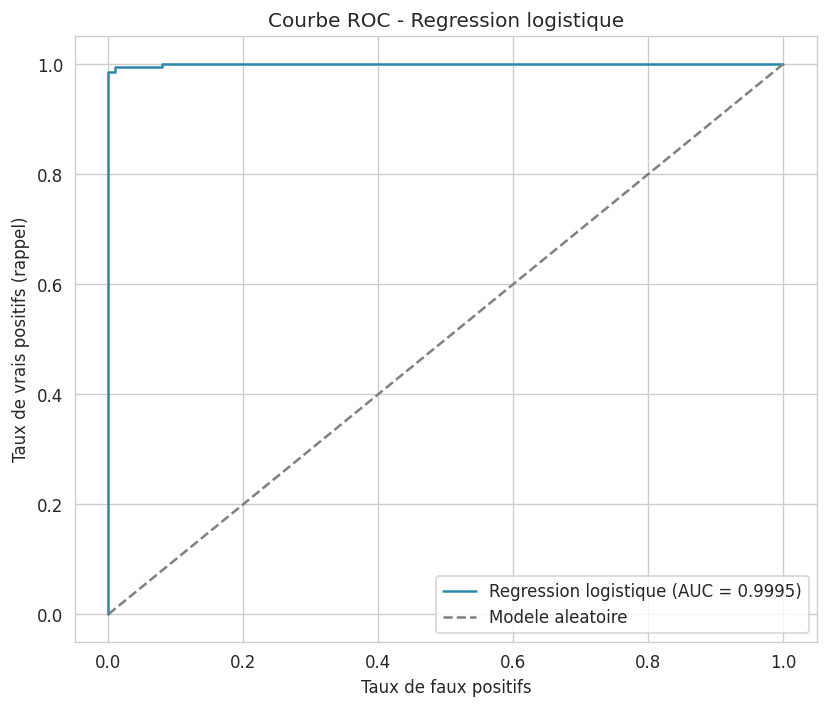 Courbe ROC - Regression logistique
Taux de vrais positifs (rappel)
1.0
0.8
0.6
0.4
0.2
0.0
Regression logistique (AUC = 0.9995)
Modele aleatoire
0.0 0.2 0.4 0.6 0.8 1.0
Taux de faux positifs